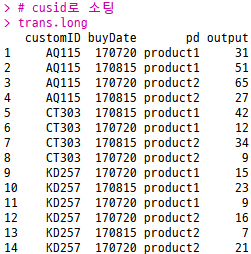 > # cusid로 소팅
> trans.long
customID buyDate pd output
1 AQ115 170720 product1 31
2 AQ115 170815 product1 51
3 AQ115 170720 product2 65
4 AQ115 170815 product2 27
5 CT303 170815 product1 42
6 CT303 170720 product1 12
7 CT303 170815 product2 34
8 CT303 170720 product2 9
9 KD257 170720 product1 15
10 KD257 170815 product1 23
11 KD257 170720 product1 9
12 KD257 170720 product2 16
13 KD257 170815 product2 7
14 KD257 170720 product2 21